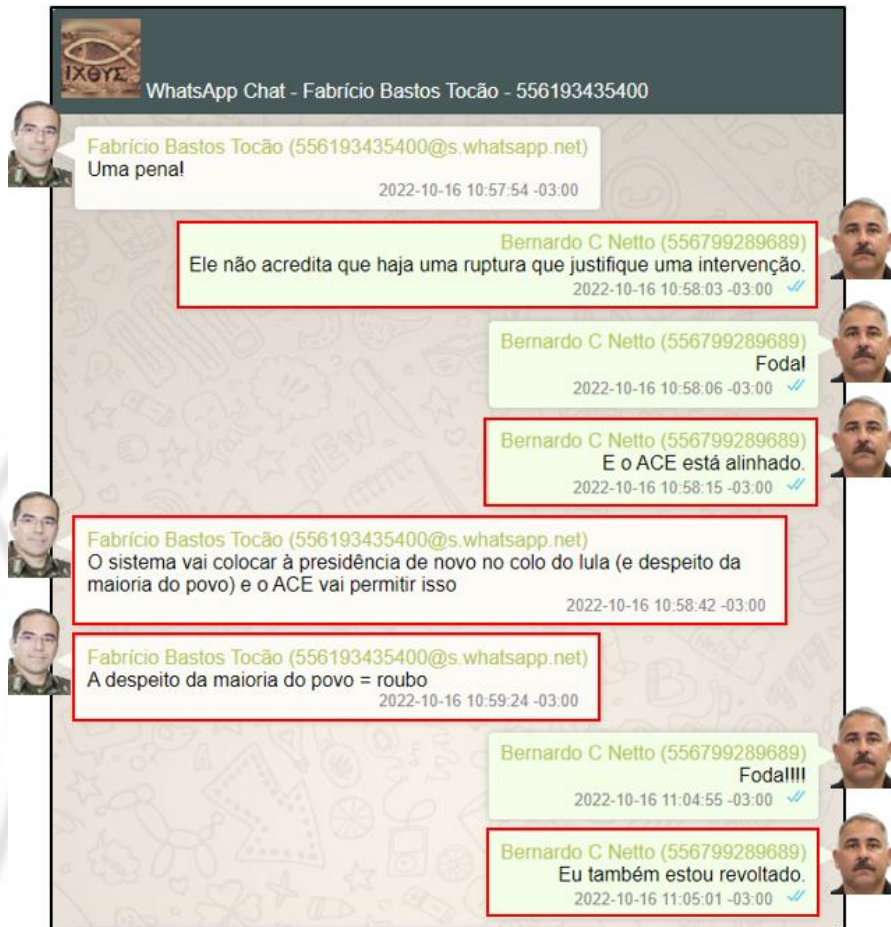 ΙΧΘΥΣ
WhatsApp Chat - Fabrício Bastos Tocão - 556193435400
Fabrício Bastos Tocão (556193435400@s.whatsapp.net)
Uma pena!
2022-10-16 10:57:54 -03:00
Bernardo C Netto (556799289689)
Ele não acredita que haja uma ruptura que justifique uma intervenção.
2022-10-16 10:58:03 -03:00
Bernardo C Netto (556799289689)
Foda!
2022-10-16 10:58:06 -03:00
Bernardo C Netto (556799289689)
E o ACE está alinhado.
2022-10-16 10:58:15 -03:00
Fabrício Bastos Tocão (556193435400@s.whatsapp.net)
O sistema vai colocar à presidência de novo no colo do lula (e despeito da
maioria do povo) e o ACE vai permitir isso
2022-10-16 10:58:42 -03:00
Fabrício Bastos Tocão (556193435400@s.whatsapp.net)
A despeito da maioria do povo = roubo
2022-10-16 10:59:24 -03:00
Bernardo C Netto (556799289689)
Foda!!!!
2022-10-16 11:04:55 -03:00
Bernardo C Netto (556799289689)
Eu também estou revoltado.
2022-10-16 11:05:01 -03:00